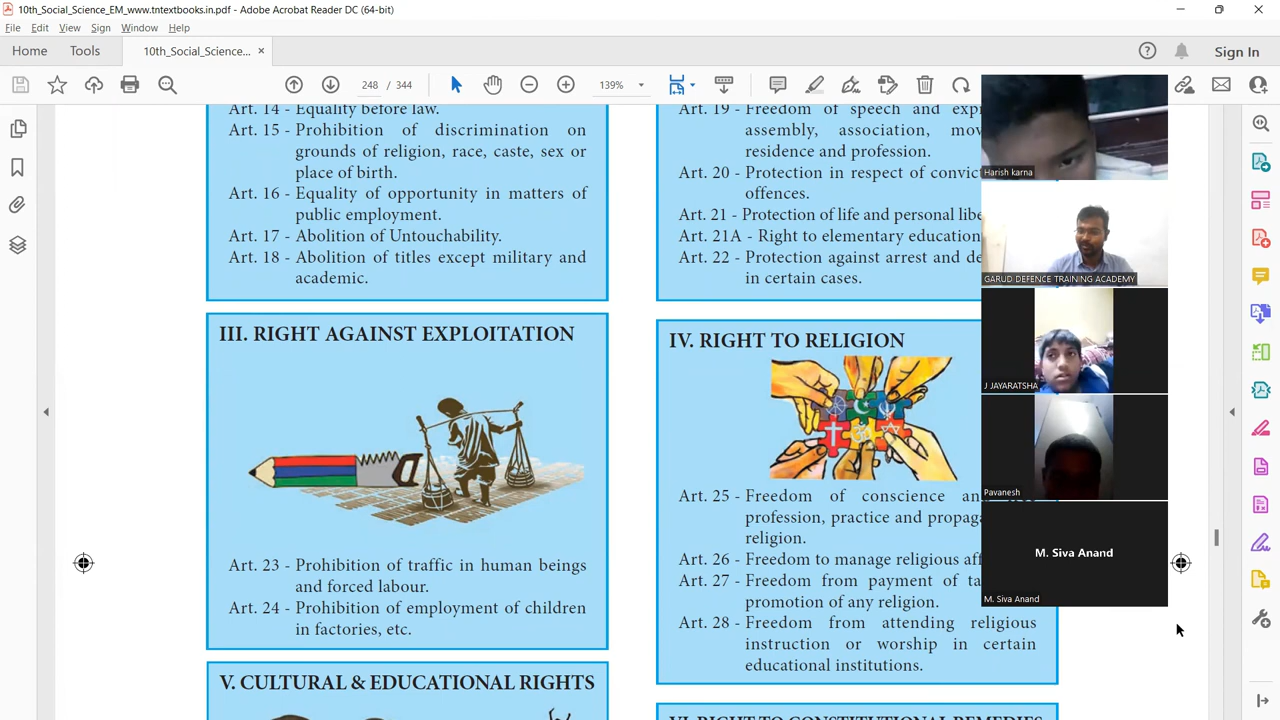 10th_Social_Science_EM_www.tntextbooks.in.pdf - Adobe Acrobat Reader DC (64-bit)
File Edit View Sign Window Help
Home Tools 10th_Social_Science... × Sign In
248 / 344 139%
Art. 14 - Equality before law.
Art. 15 - Prohibition of discrimination on
grounds of religion, race, caste, sex or
place of birth.
Art. 16 - Equality of opportunity in matters of
public employment.
Art. 17 - Abolition of Untouchability.
Art. 18 - Abolition of titles except military and
academic.
Art. 19 - Freedom of speech and exp
assembly, association, mov
residence and profession.
Art. 20 - Protection in respect of convic
offences.
Art. 21 - Protection of life and personal libe
Art. 21A - Right to elementary education
Art. 22 - Protection against arrest and de
in certain cases.
III. RIGHT AGAINST EXPLOITATION
Art. 23 - Prohibition of traffic in human beings
and forced labour.
Art. 24 - Prohibition of employment of children
in factories, etc.
IV. RIGHT TO RELIGION
Art. 25 - Freedom of conscience an
profession, practice and propag
religion.
Art. 26 - Freedom to manage religious af
Art. 27 - Freedom from payment of ta
promotion of any religion.
Art. 28 - Freedom from attending religious
instruction or worship in certain
educational institutions.
V. CULTURAL & EDUCATIONAL RIGHTS
VI. RIGHT TO CONSTITUTIONAL REMEDIES
Harish karna
GARUD DEFENCE TRAINING ACADEMY
J JAYARATSHA
Pavanesh
M. Siva Anand
M. Siva Anand